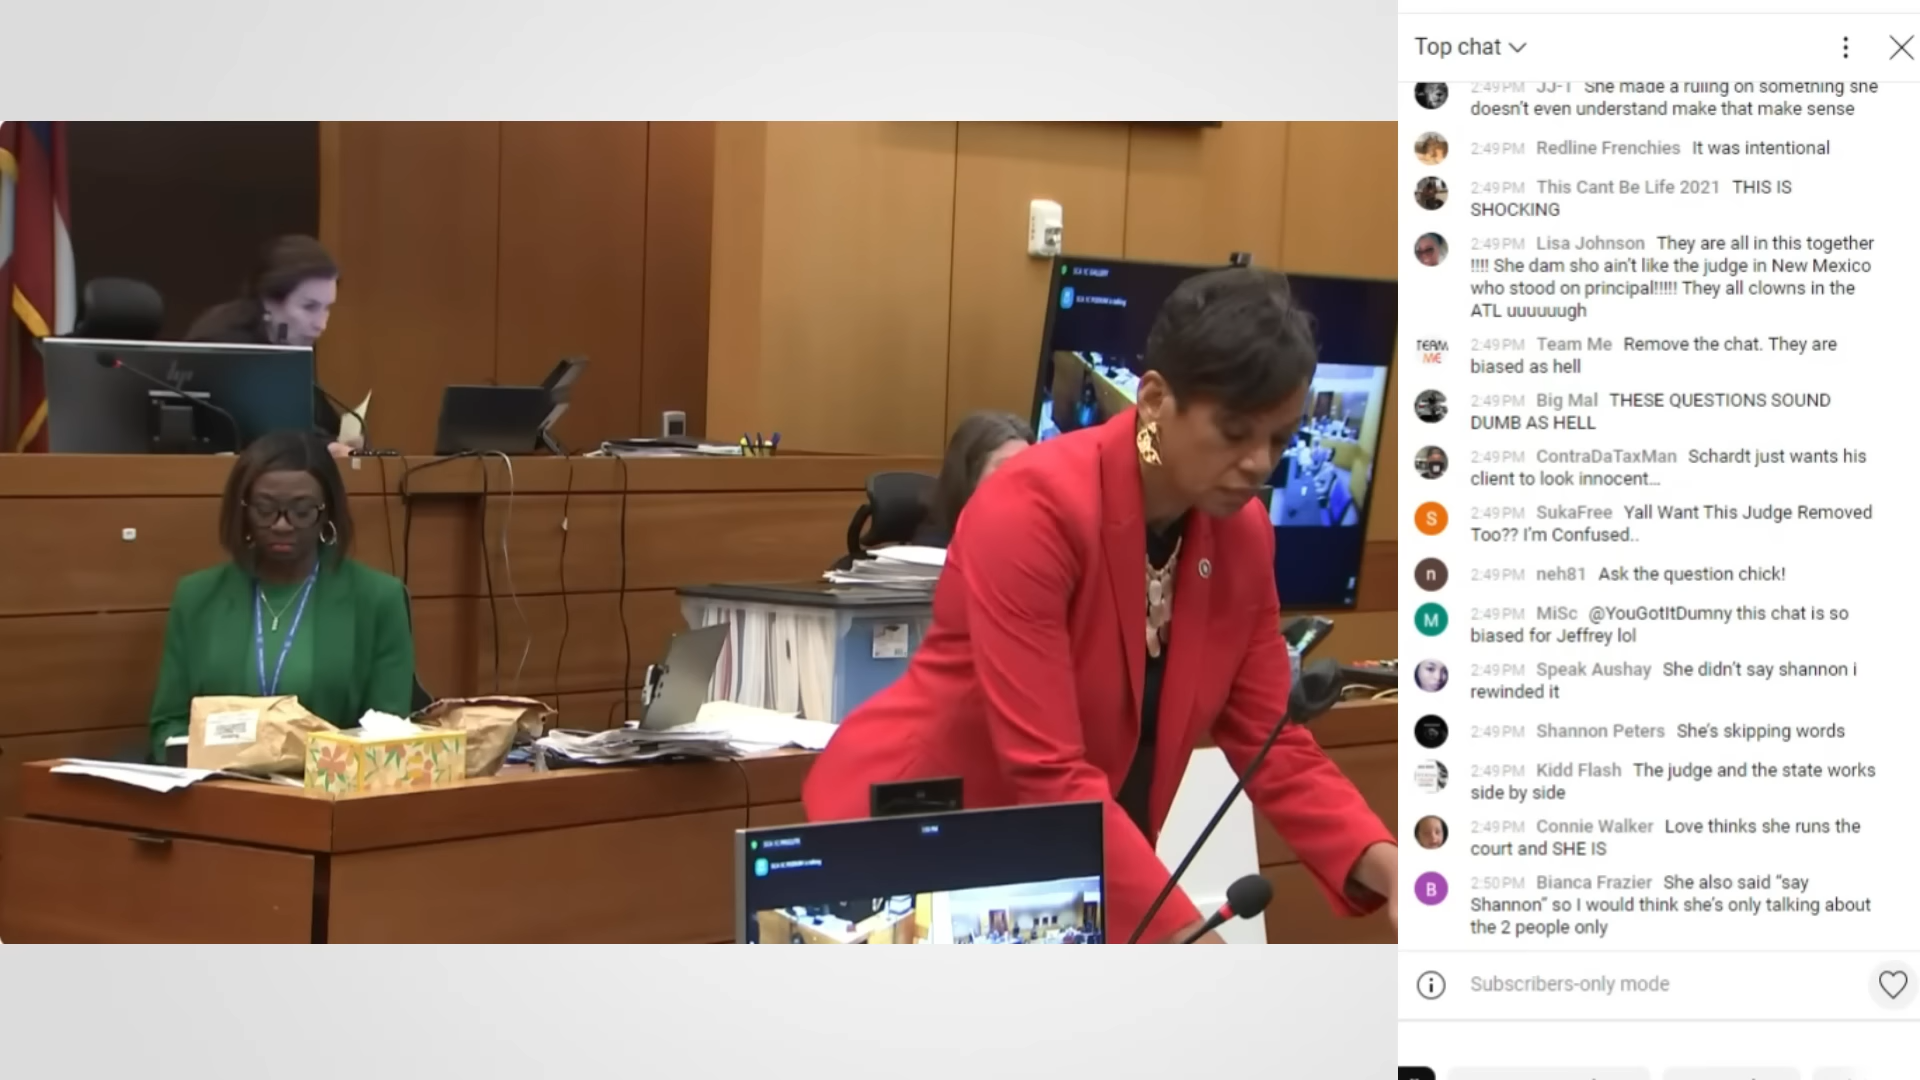 Top chat
2:49 PM JJ-1 She made a ruling on something she
doesn't even understand make that make sense
2:49 PM Redline Frenchies It was intentional
2:49 PM This Cant Be Life 2021 THIS IS
SHOCKING
2:49 PM Lisa Johnson They are all in this together
!!!! She dam sho ain't like the judge in New Mexico
who stood on principal!!!!! They all clowns in the
ATL uuuuuugh
TEAM
ME
2:49 PM Team Me Remove the chat. They are
biased as hell
2:49 PM Big Mal THESE QUESTIONS SOUND
DUMB AS HELL
2:49 PM ContraDaTaxMan Schardt just wants his
client to look innocent...
S
2:49 PM SukaFree Yall Want This Judge Removed
Too?? I'm Confused..
n
2:49 PM neh81 Ask the question chick!
M
2:49 PM MiSc @YouGotItDumny this chat is so
biased for Jeffrey lol
2:49 PM Speak Aushay She didn't say shannon i
rewinded it
2:49 PM Shannon Peters She's skipping words
2:49 PM Kidd Flash The judge and the state works
side by side
2:49 PM Connie Walker Love thinks she runs the
court and SHE IS
B
2:50 PM Bianca Frazier She also said “say
Shannon” so I would think she's only talking about
the 2 people only
Subscribers-only mode
hp